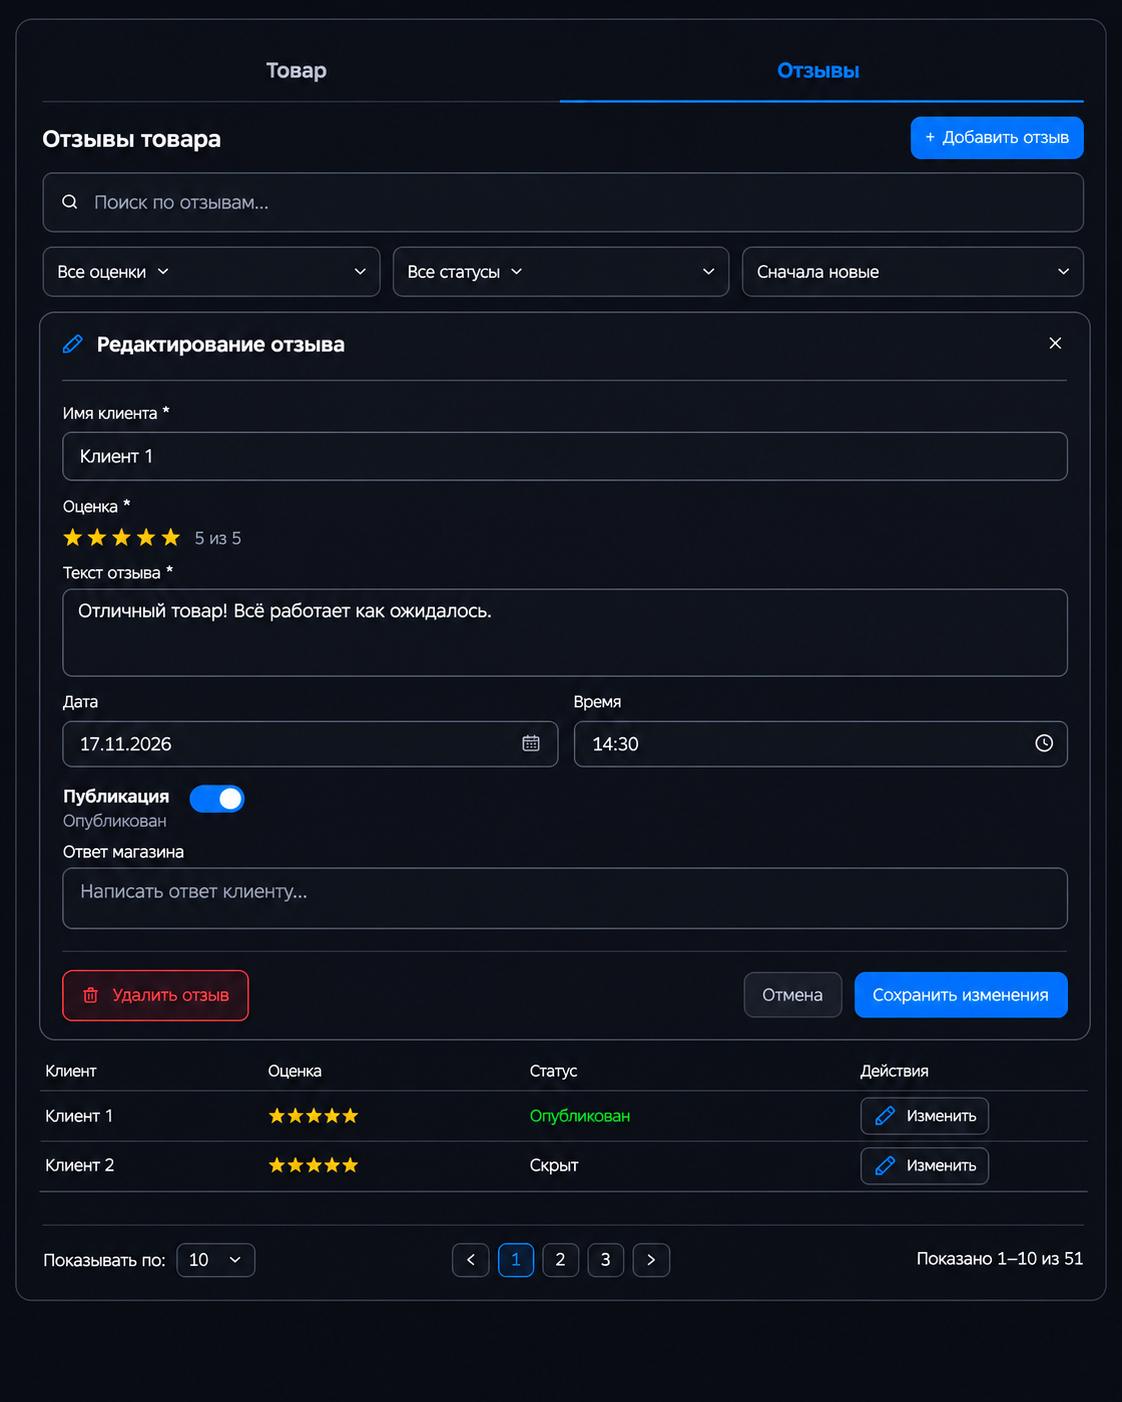 Товар Отзывы
Отзывы товара + Добавить отзыв
Поиск по отзывам...
Все оценки Все статусы Сначала новые
Редактирование отзыва
Имя клиента *
Клиент 1
Оценка *
5 из 5
Текст отзыва *
Отличный товар! Всё работает как ожидалось.
Дата Время
17.11.2026 14:30
Публикация
Опубликован
Ответ магазина
Написать ответ клиенту...
Удалить отзыв Отмена Сохранить изменения
Клиент Оценка Статус Действия
Клиент 1 Опубликован Изменить
Клиент 2 Скрыт Изменить
Показывать по: 10 1 2 3 Показано 1–10 из 51